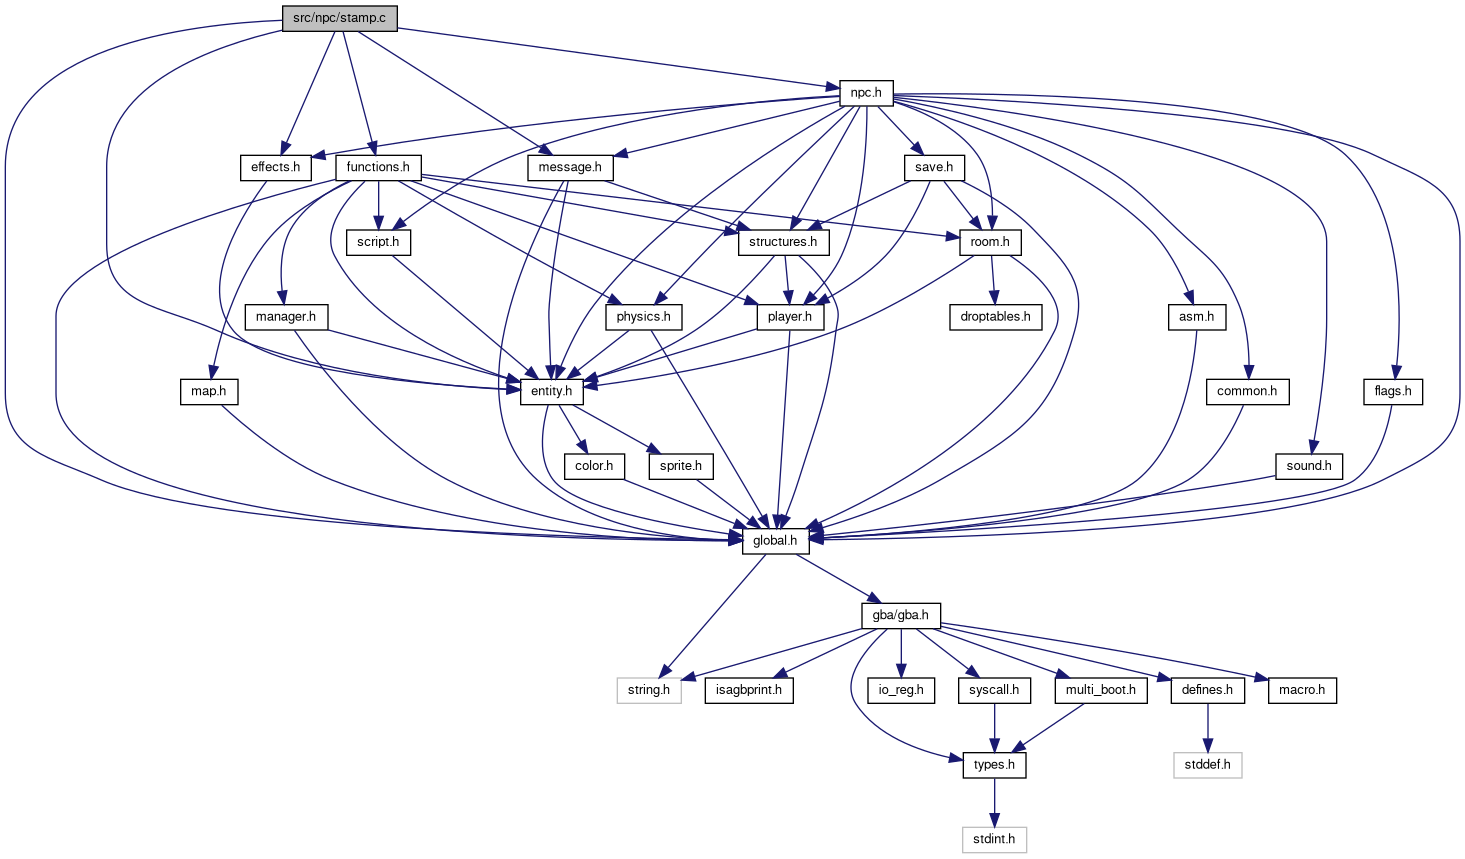 src/npc/stamp.c
npc.h
effects.h
functions.h
message.h
save.h
script.h
structures.h
room.h
manager.h
physics.h
player.h
droptables.h
asm.h
map.h
entity.h
common.h
flags.h
color.h
sprite.h
sound.h
global.h
gba/gba.h
string.h
isagbprint.h
io_reg.h
syscall.h
multi_boot.h
defines.h
macro.h
types.h
stddef.h
stdint.h